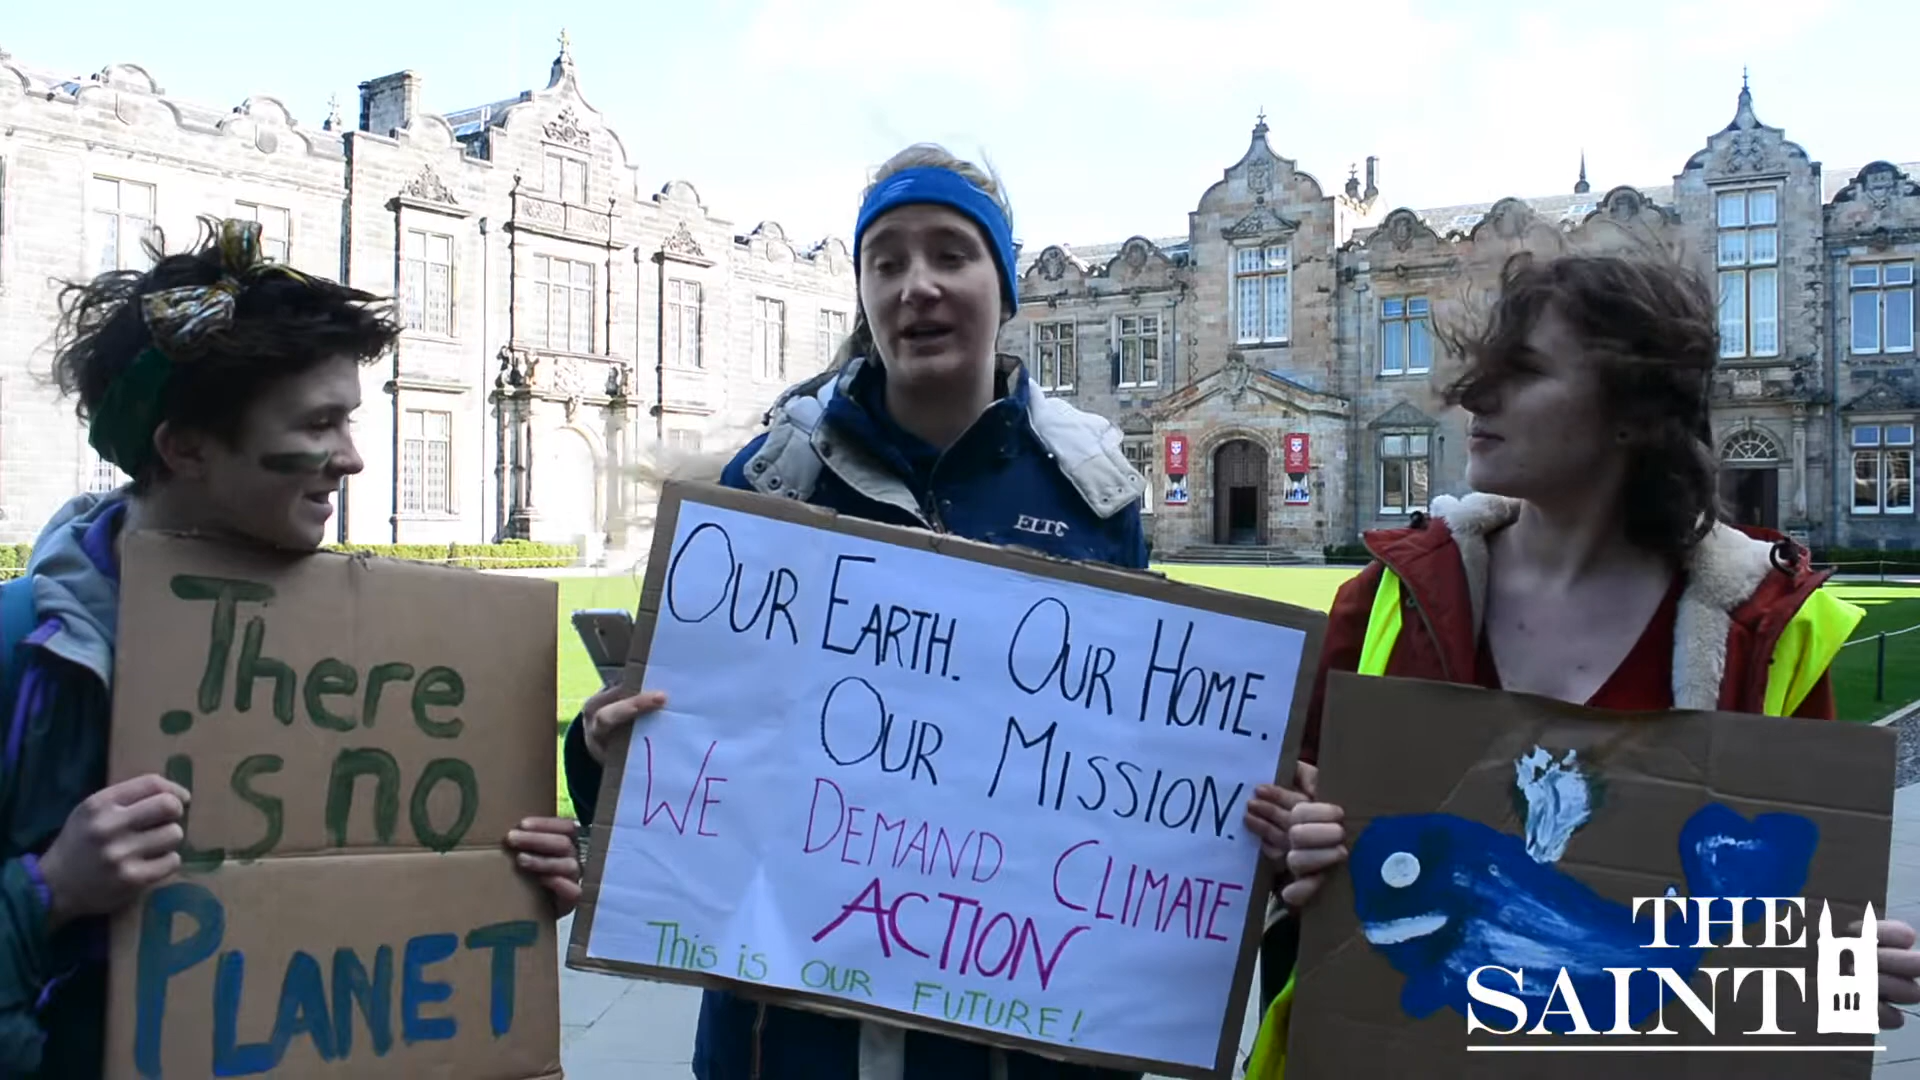 There
is no
PLANET
OUR EARTH. OUR HOME.
OUR MISSION.
WE DEMAND CLIMATE
ACTION
This is OUR FUTURE!
THE
SAINT